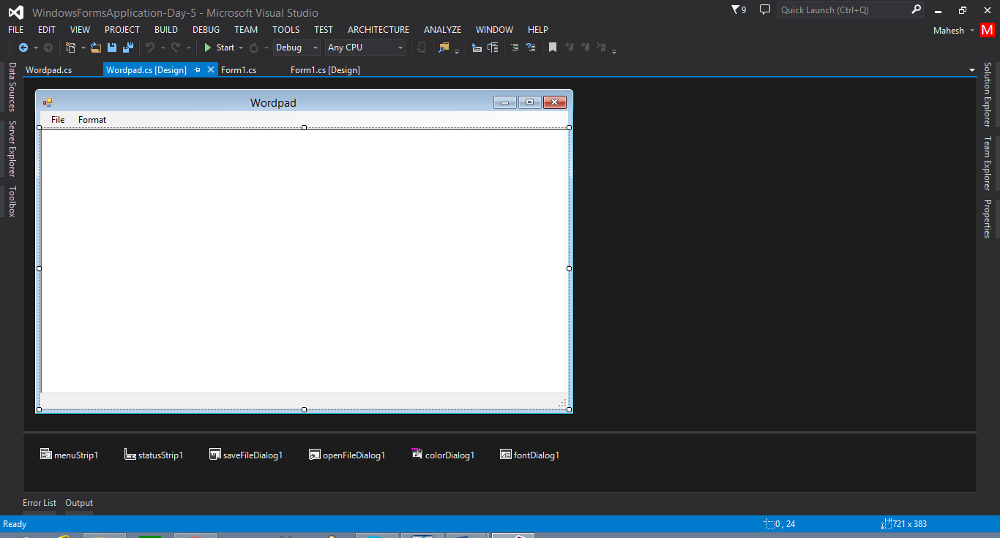 WindowsFormsApplication-Day-5 - Microsoft Visual Studio
9
Quick Launch (Ctrl+Q)
FILE EDIT VIEW PROJECT BUILD DEBUG TEAM TOOLS TEST ARCHITECTURE ANALYZE WINDOW HELP
Mahesh M
Start Debug Any CPU
Wordpad.cs Wordpad.cs [Design] Form1.cs Form1.cs [Design]
Data Sources
Server Explorer
Toolbox
Wordpad
File Format
Solution Explorer
Team Explorer
Properties
menuStrip1 statusStrip1 saveFileDialog1 openFileDialog1 colorDialog1 fontDialog1
Error List Output
Ready 0 , 24 721 x 383